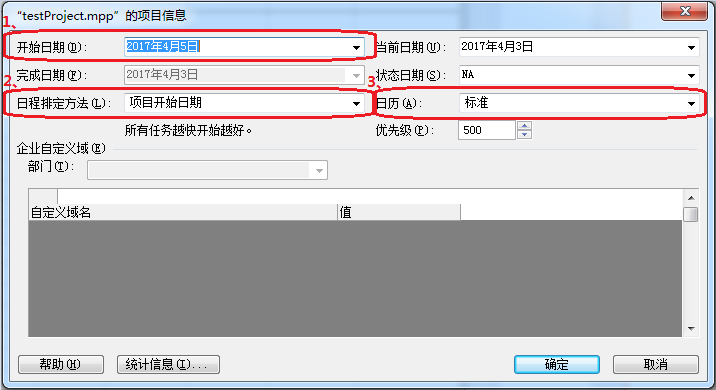 1、
“testProject.mpp”的项目信息
开始日期(D): 2017年4月5日 当前日期(U): 2017年4月3日
完成日期(F): 2017年4月3日 状态日期(S): NA
2、 3、
日程排定方法(L): 项目开始日期 日历(A): 标准
所有任务越快开始越好。 优先级(P): 500
企业自定义域(E)
部门(T):
自定义域名 值
帮助(H) 统计信息(I)... 确定 取消